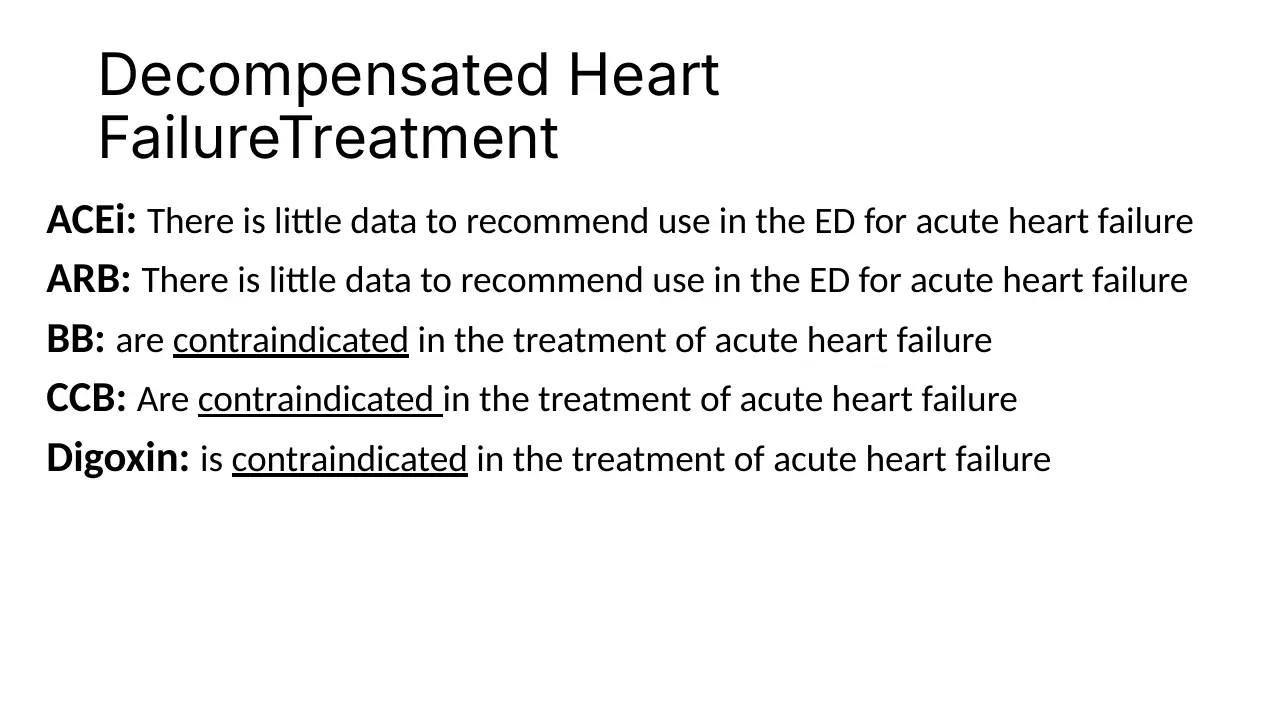 Decompensated Heart
FailureTreatment
ACEi: There is little data to recommend use in the ED for acute heart failure
ARB: There is little data to recommend use in the ED for acute heart failure
BB: are contraindicated in the treatment of acute heart failure
CCB: Are contraindicated in the treatment of acute heart failure
Digoxin: is contraindicated in the treatment of acute heart failure